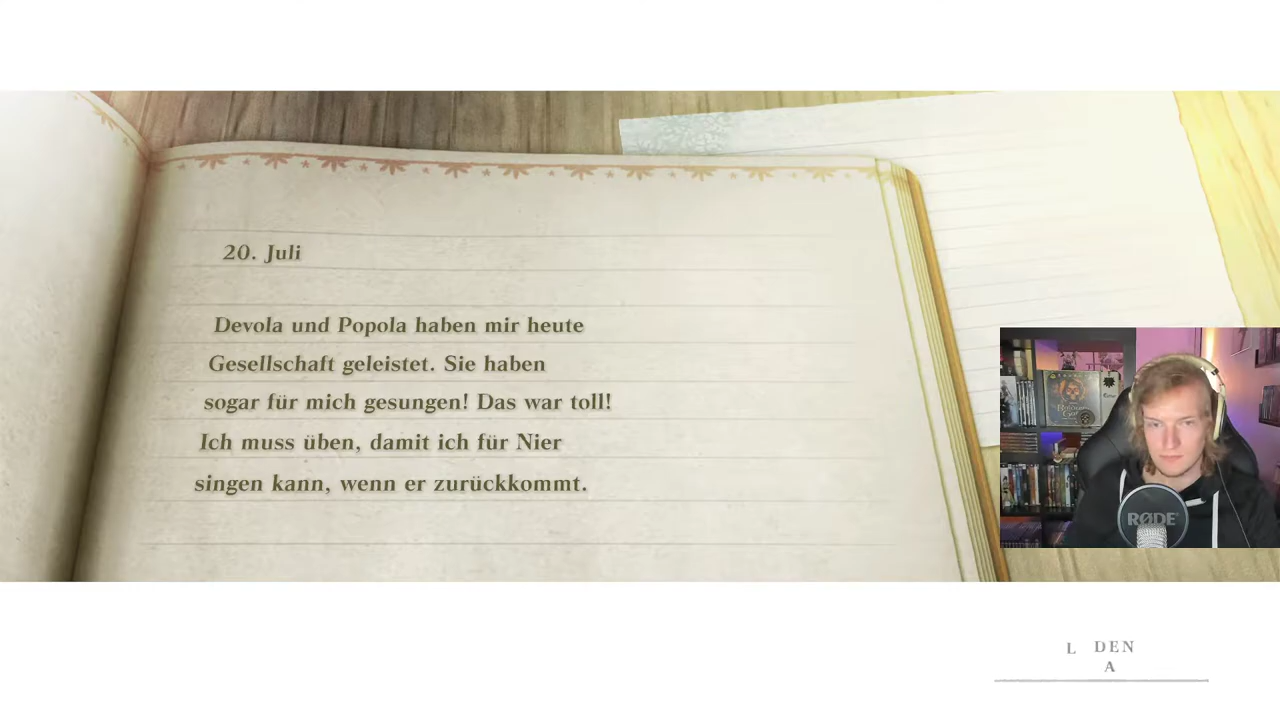 20. Juli
Devola und Popola haben mir heute
Gesellschaft geleistet. Sie haben
sogar für mich gesungen! Das war toll!
Ich muss üben, damit ich für Nier
singen kann, wenn er zurückkommt.
RØDE
L DEN
A